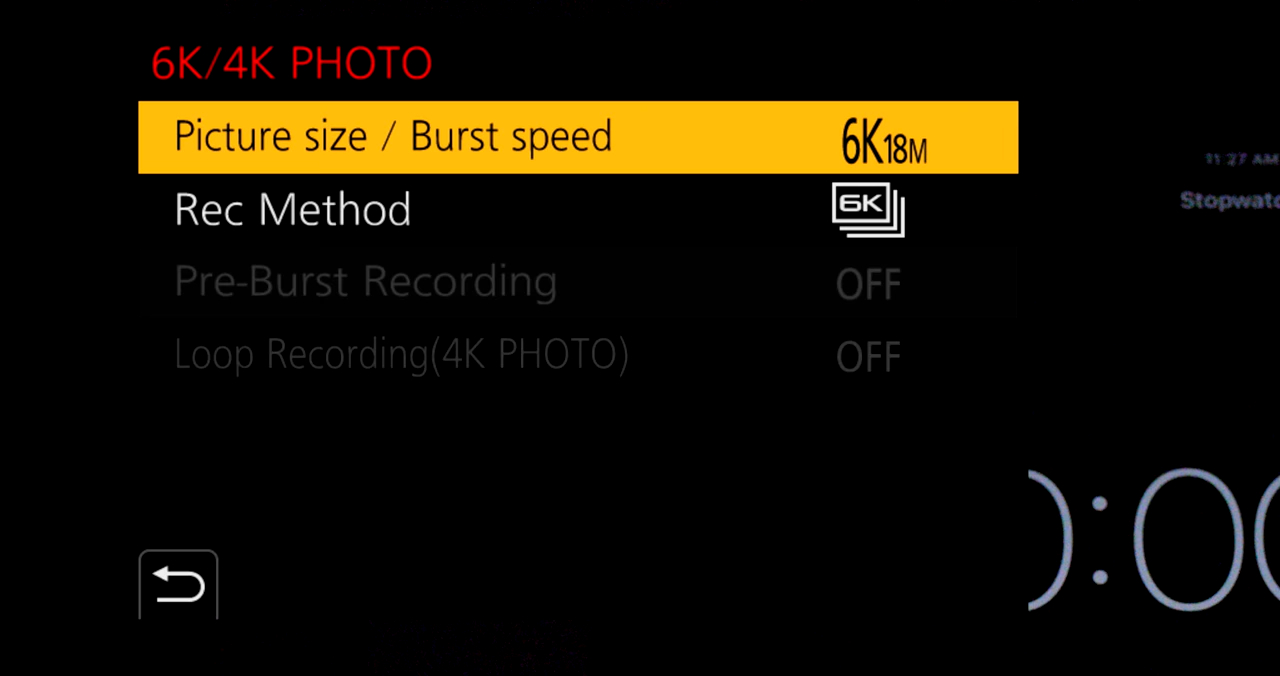 6K/4K PHOTO
Picture size / Burst speed 6K18M
Rec Method 6K
Pre-Burst Recording OFF
Loop Recording(4K PHOTO) OFF
11:27 AM
:00